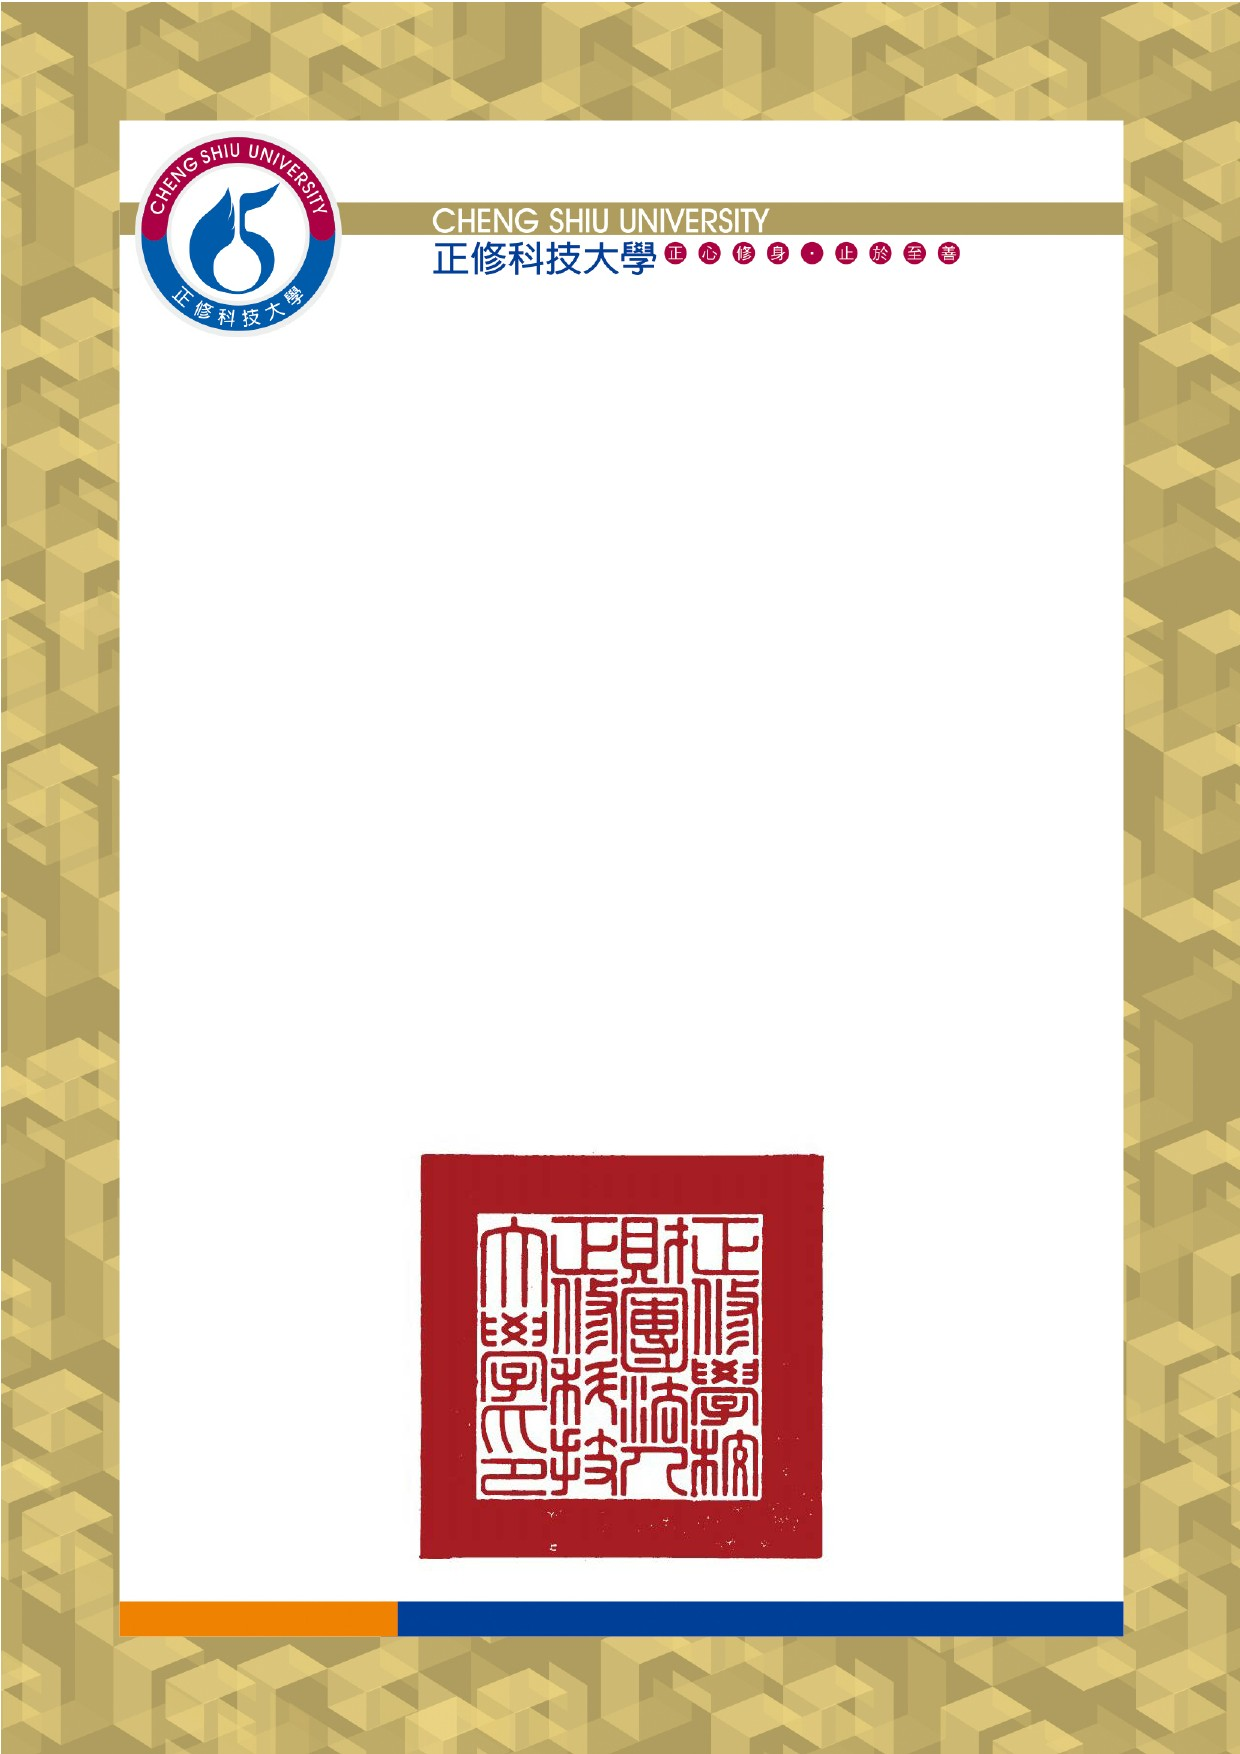 CHENG SHIU UNIVERSITY
正修科技大學
CHENG SHIU UNIVERSITY
正修科技大學 正心修身·止於至善
正修學校
財團法人
正修科技
大學印